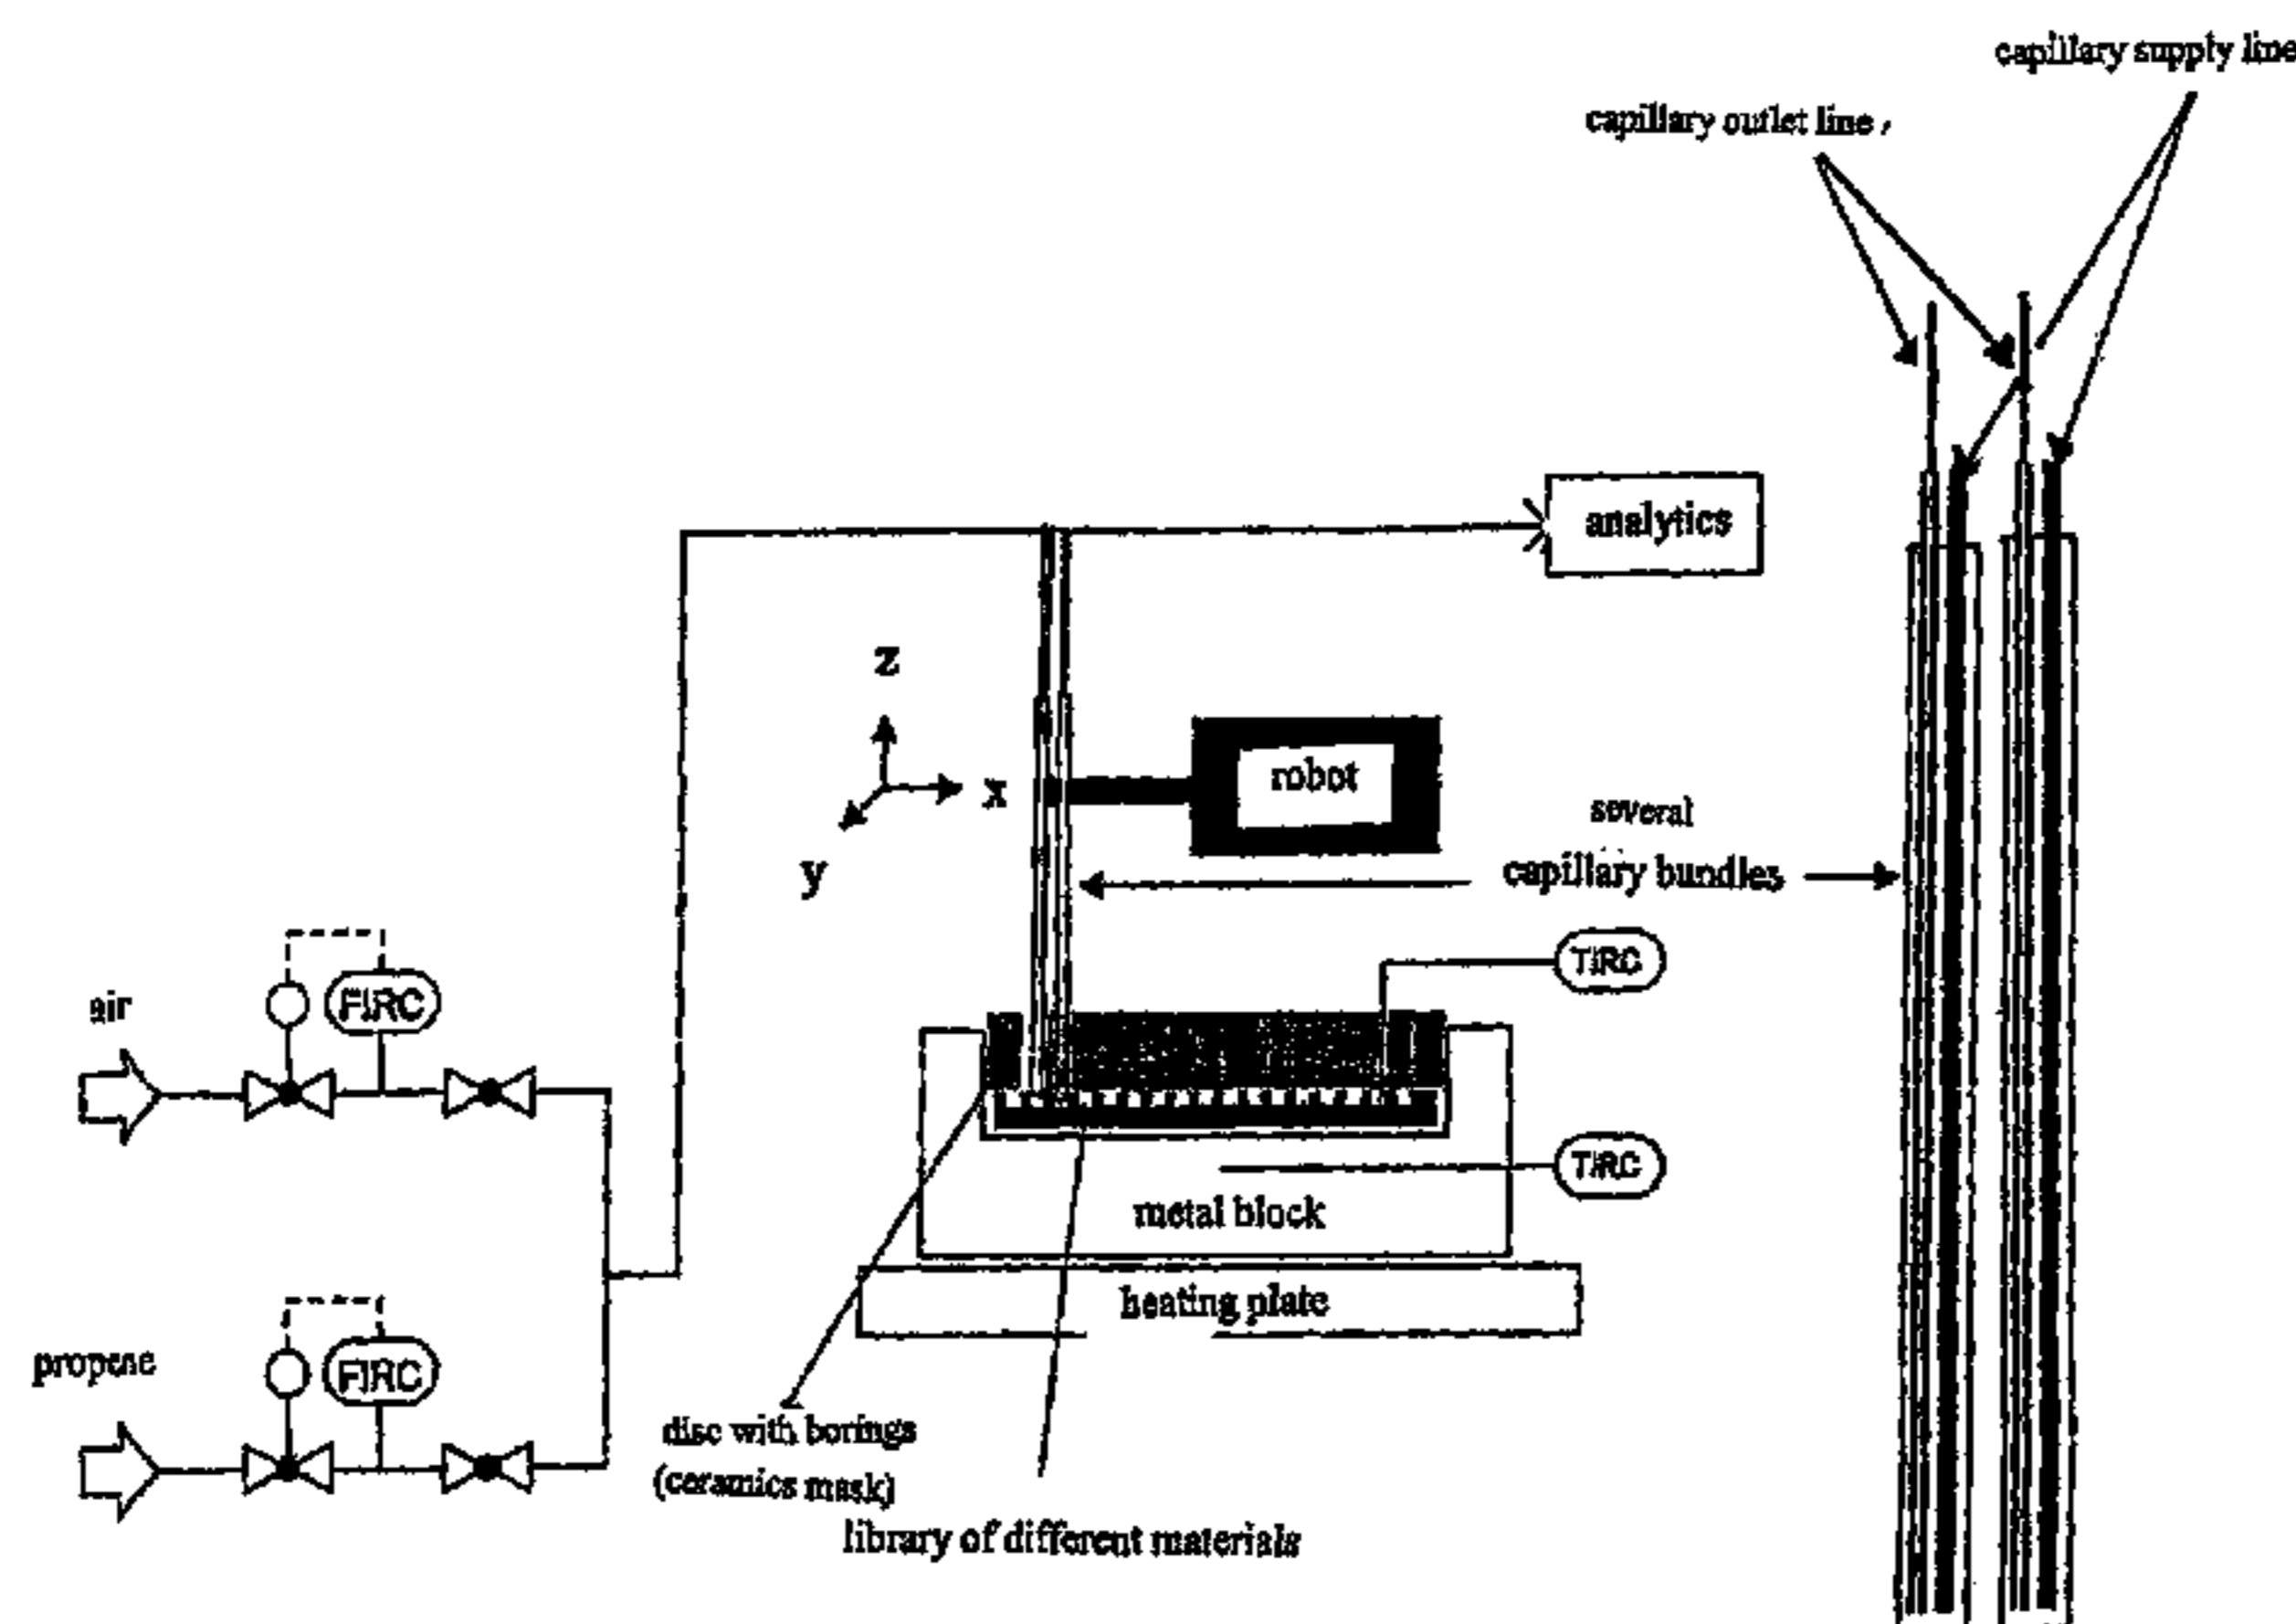 capillary supply line
capillary outlet line
analytics
z
robot
x
several
y
capillary bundles
TIRC
air
FIRC
TIRC
metal block
heating plate
propene
FIRC
disc with borings
(ceramics mask)
library of different materials